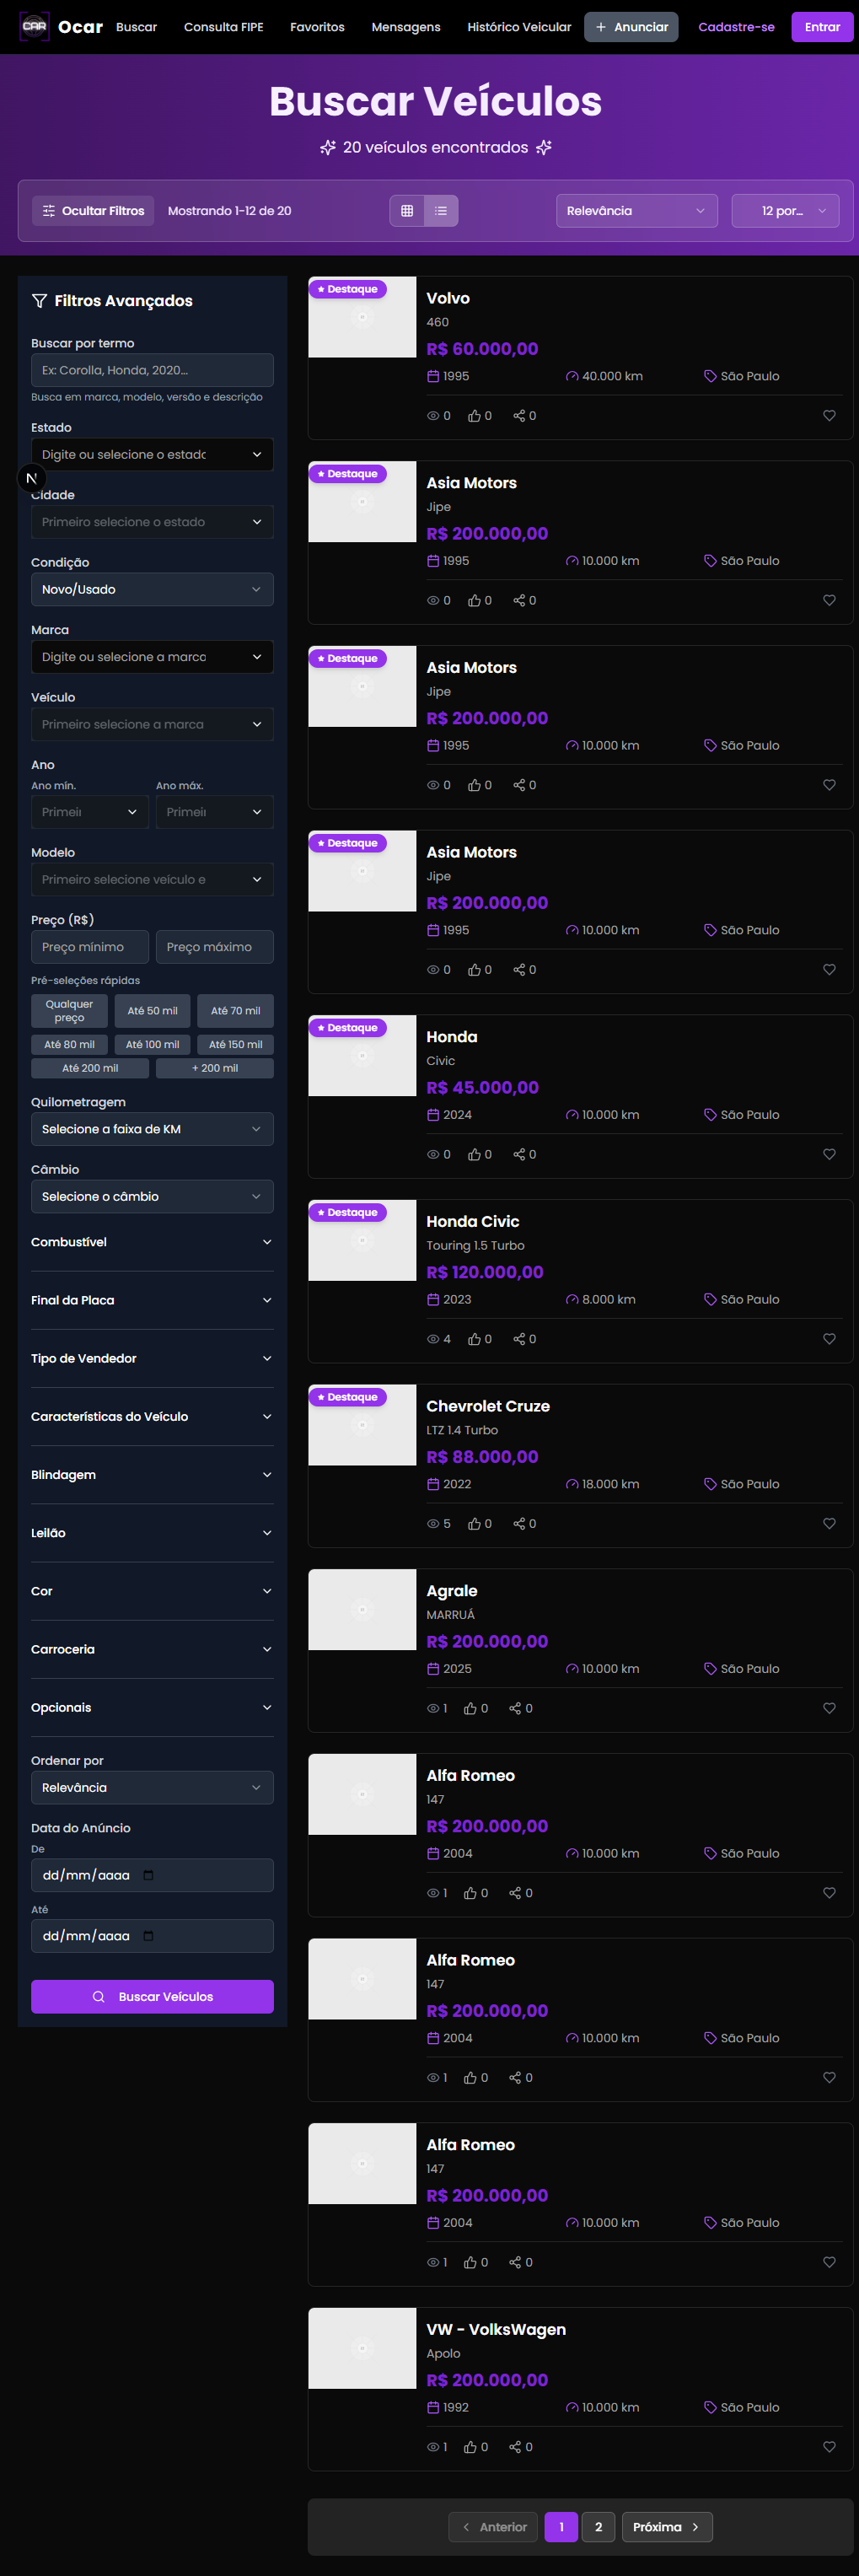 CAR Ocar Buscar Consulta FIPE Favoritos Mensagens Histórico Veicular + Anunciar Cadastre-se Entrar
Buscar Veículos
20 veículos encontrados
Ocultar Filtros Mostrando 1-12 de 20 Relevância 12 por...
Filtros Avançados
Buscar por termo
Ex: Corolla, Honda, 2020...
Busca em marca, modelo, versão e descrição
Estado
Digite ou selecione o estado
N
Cidade
Primeiro selecione o estado
Condição
Novo/Usado
Marca
Digite ou selecione a marca
Veículo
Primeiro selecione a marca
Ano
Ano mín. Ano máx.
Primeir Primeir
Modelo
Primeiro selecione veículo e
Preço (R$)
Preço mínimo Preço máximo
Pré-seleções rápidas
Qualquer preço Até 50 mil Até 70 mil
Até 80 mil Até 100 mil Até 150 mil
Até 200 mil + 200 mil
Quilometragem
Selecione a faixa de KM
Câmbio
Selecione o câmbio
Combustível
Final da Placa
Tipo de Vendedor
Características do Veículo
Blindagem
Leilão
Cor
Carroceria
Opcionais
Ordenar por
Relevância
Data do Anúncio
De
dd/mm/aaaa
Até
dd/mm/aaaa
Buscar Veículos
Destaque
Volvo
460
R$ 60.000,00
1995 40.000 km São Paulo
0 0 0
Destaque
Asia Motors
Jipe
R$ 200.000,00
1995 10.000 km São Paulo
0 0 0
Destaque
Asia Motors
Jipe
R$ 200.000,00
1995 10.000 km São Paulo
0 0 0
Destaque
Asia Motors
Jipe
R$ 200.000,00
1995 10.000 km São Paulo
0 0 0
Destaque
Honda
Civic
R$ 45.000,00
2024 10.000 km São Paulo
0 0 0
Destaque
Honda Civic
Touring 1.5 Turbo
R$ 120.000,00
2023 8.000 km São Paulo
4 0 0
Destaque
Chevrolet Cruze
LTZ 1.4 Turbo
R$ 88.000,00
2022 18.000 km São Paulo
5 0 0
Agrale
MARRUÁ
R$ 200.000,00
2025 10.000 km São Paulo
1 0 0
Alfa Romeo
147
R$ 200.000,00
2004 10.000 km São Paulo
1 0 0
Alfa Romeo
147
R$ 200.000,00
2004 10.000 km São Paulo
1 0 0
Alfa Romeo
147
R$ 200.000,00
2004 10.000 km São Paulo
1 0 0
VW - VolksWagen
Apolo
R$ 200.000,00
1992 10.000 km São Paulo
1 0 0
Anterior 1 2 Próxima